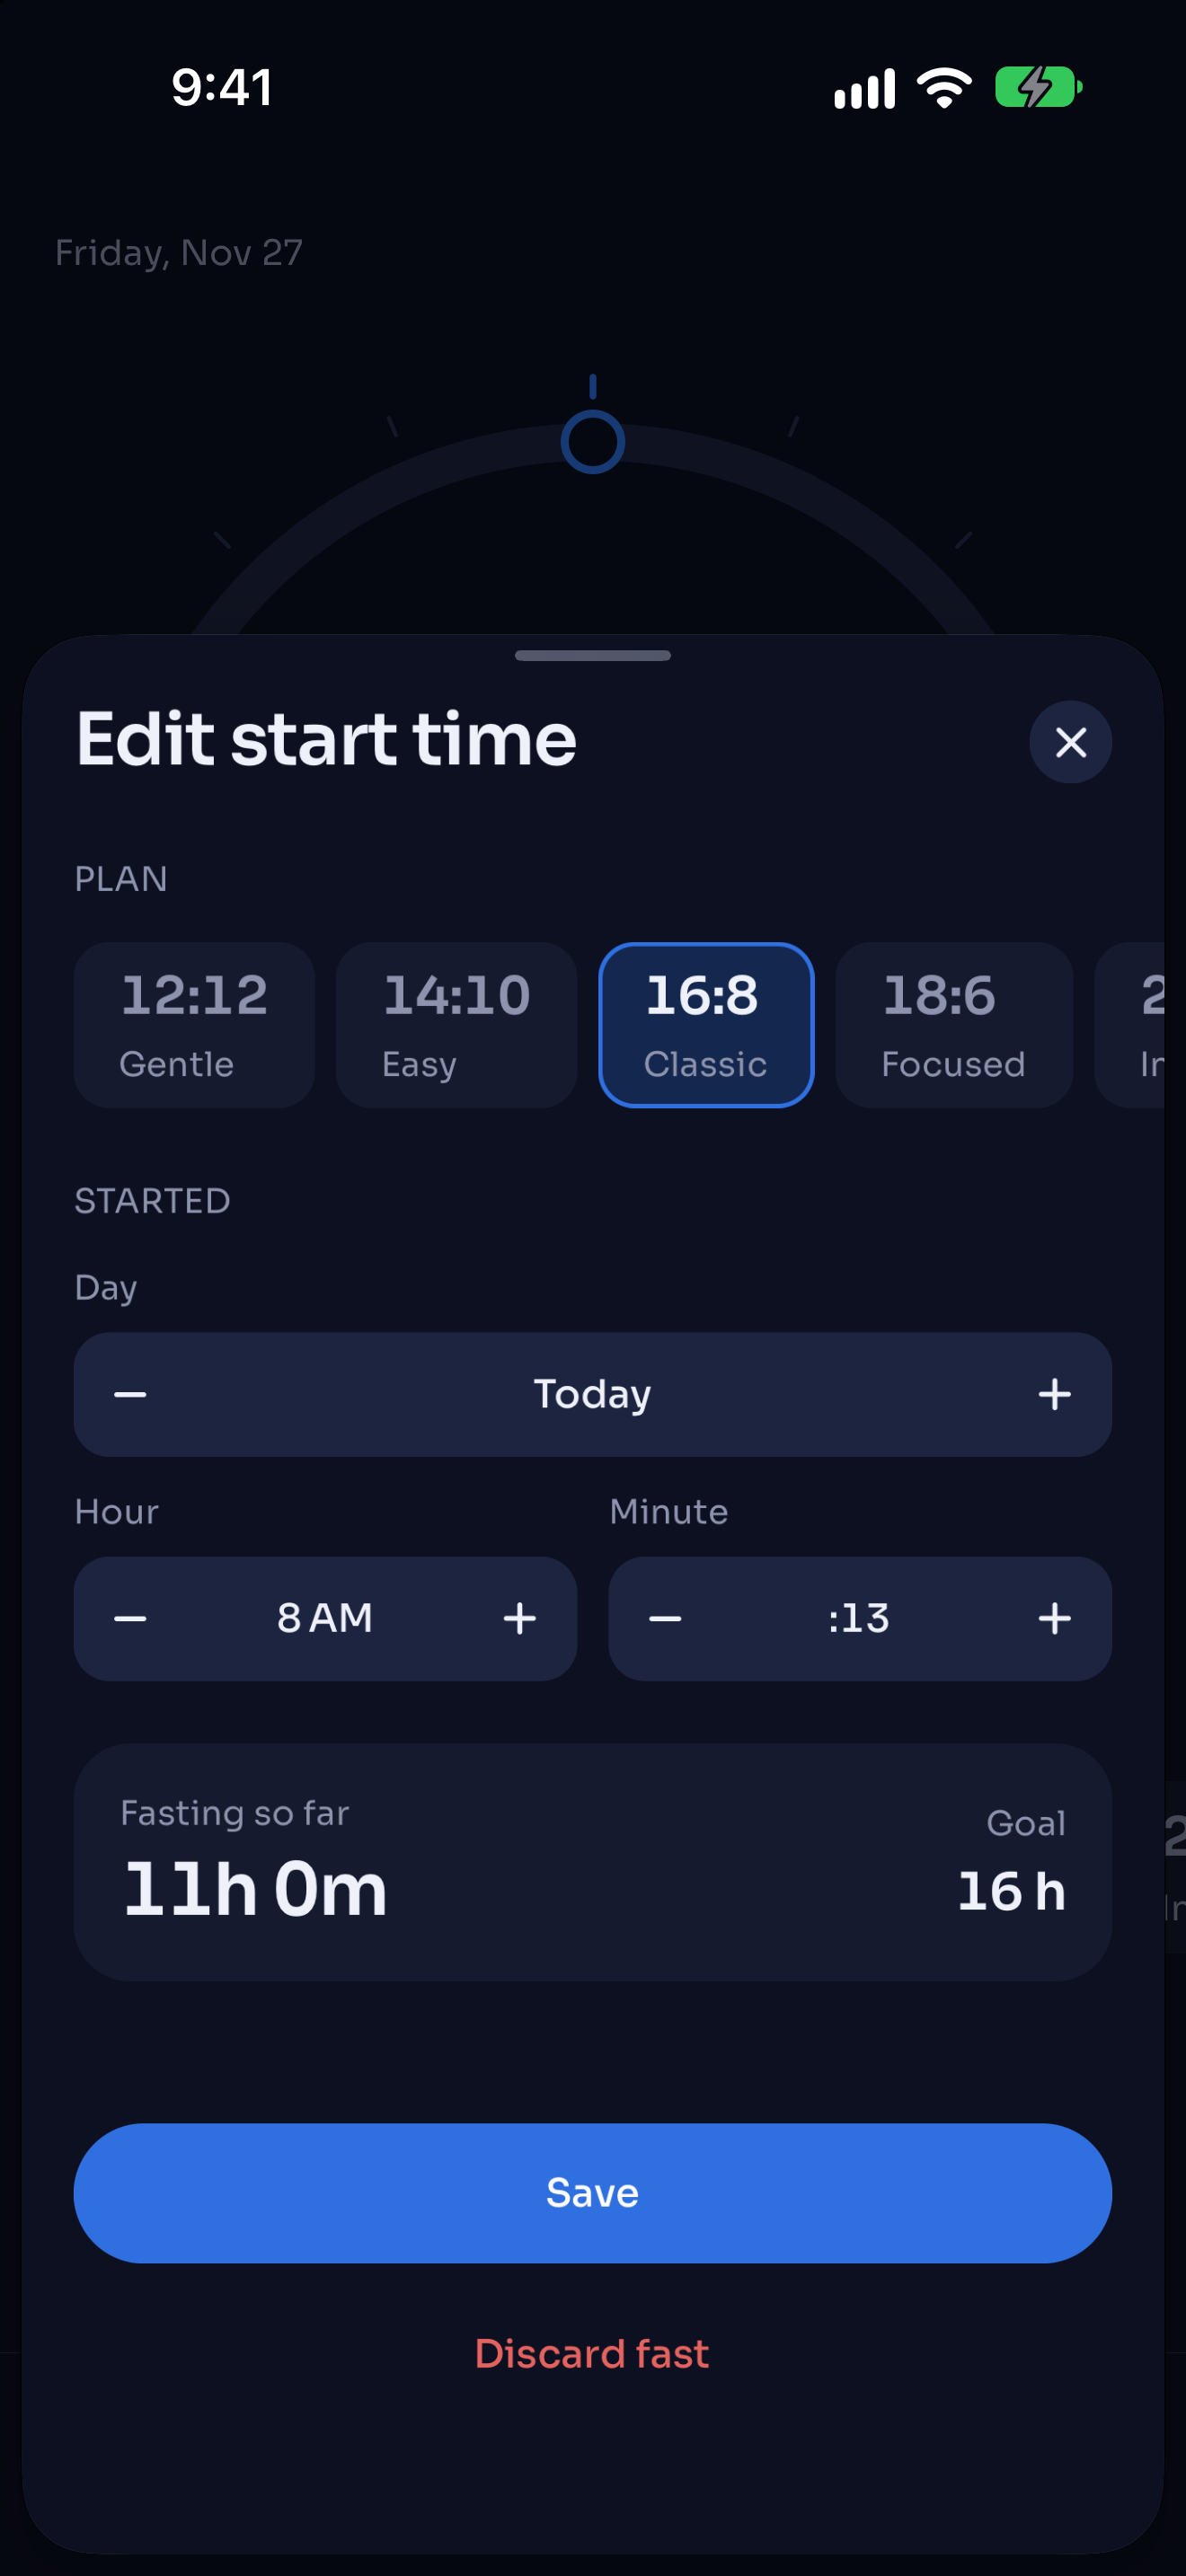 9:41
Friday, Nov 27
Edit start time
PLAN
12:12 14:10 16:8 18:6
Gentle Easy Classic Focused
STARTED
Day
Today
Hour Minute
8 AM :13
Fasting so far Goal
11h 0m 16 h
Save
Discard fast